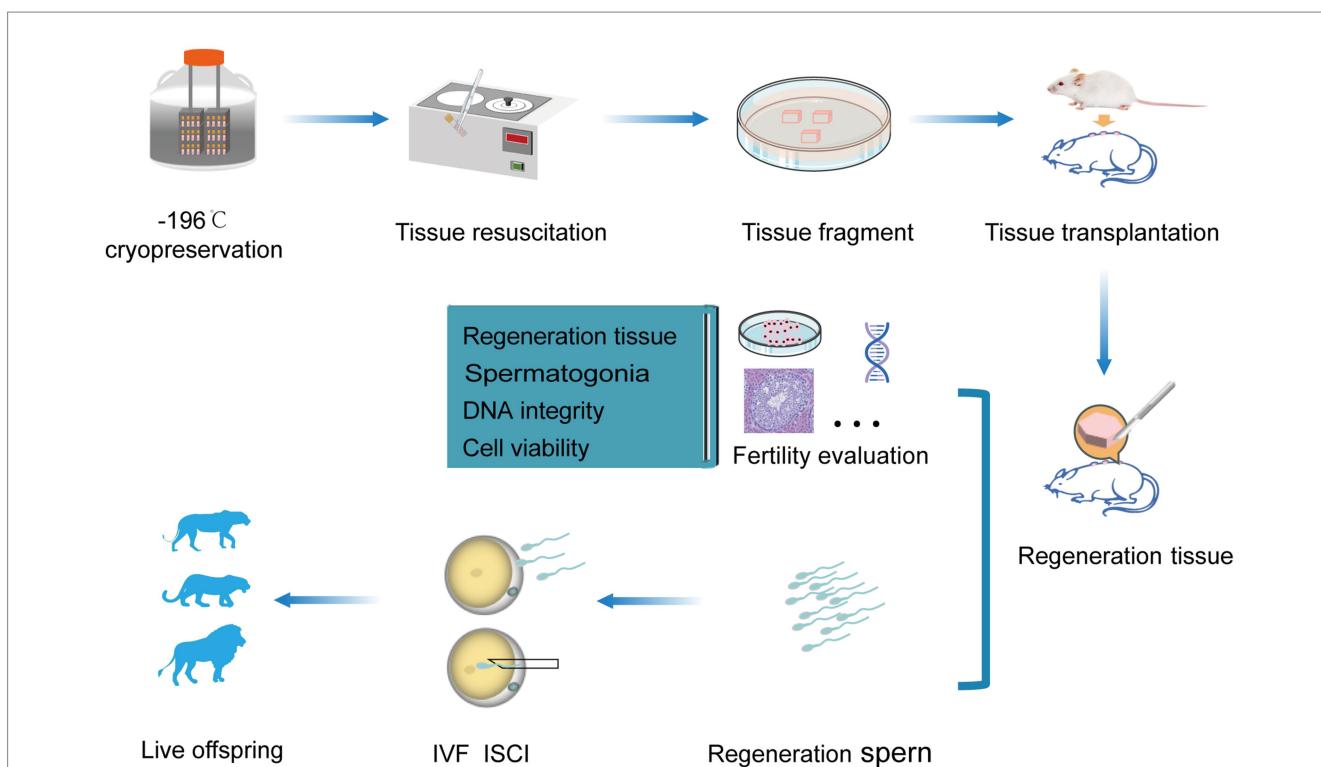 -196℃
cryopreservation
Tissue resuscitation
Tissue fragment
Tissue transplantation
Regeneration tissue
Spermatogonia
DNA integrity
Cell viability
...
Fertility evaluation
Regeneration tissue
Live offspring
IVF ISCI
Regeneration spern